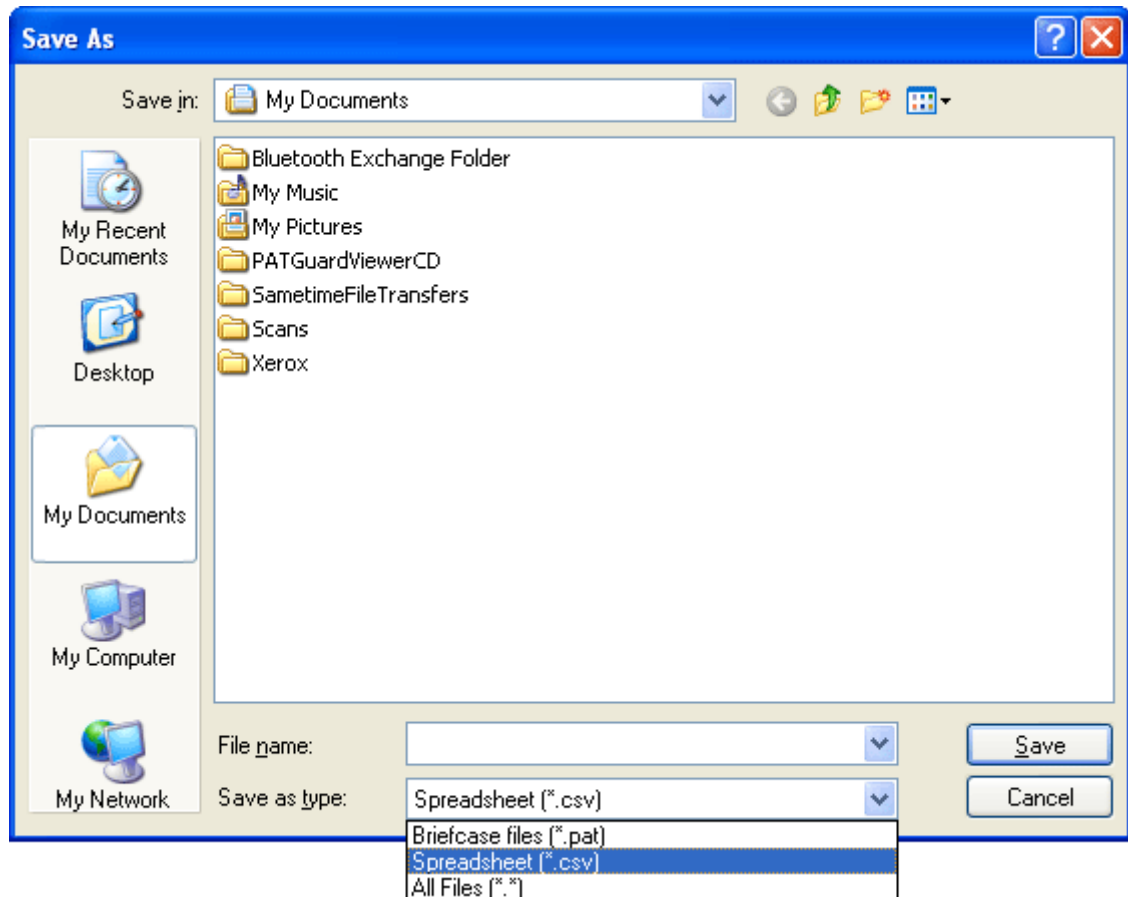 Save As
Save in: My Documents
My Recent
Documents
Desktop
My Documents
My Computer
My Network
Bluetooth Exchange Folder
My Music
My Pictures
PATGuardViewerCD
SametimeFileTransfers
Scans
Xerox
File name:
Save
Save as type: Spreadsheet (*.csv)
Cancel
Briefcase files (*.pat)
Spreadsheet (*.csv)
All Files (*.*)